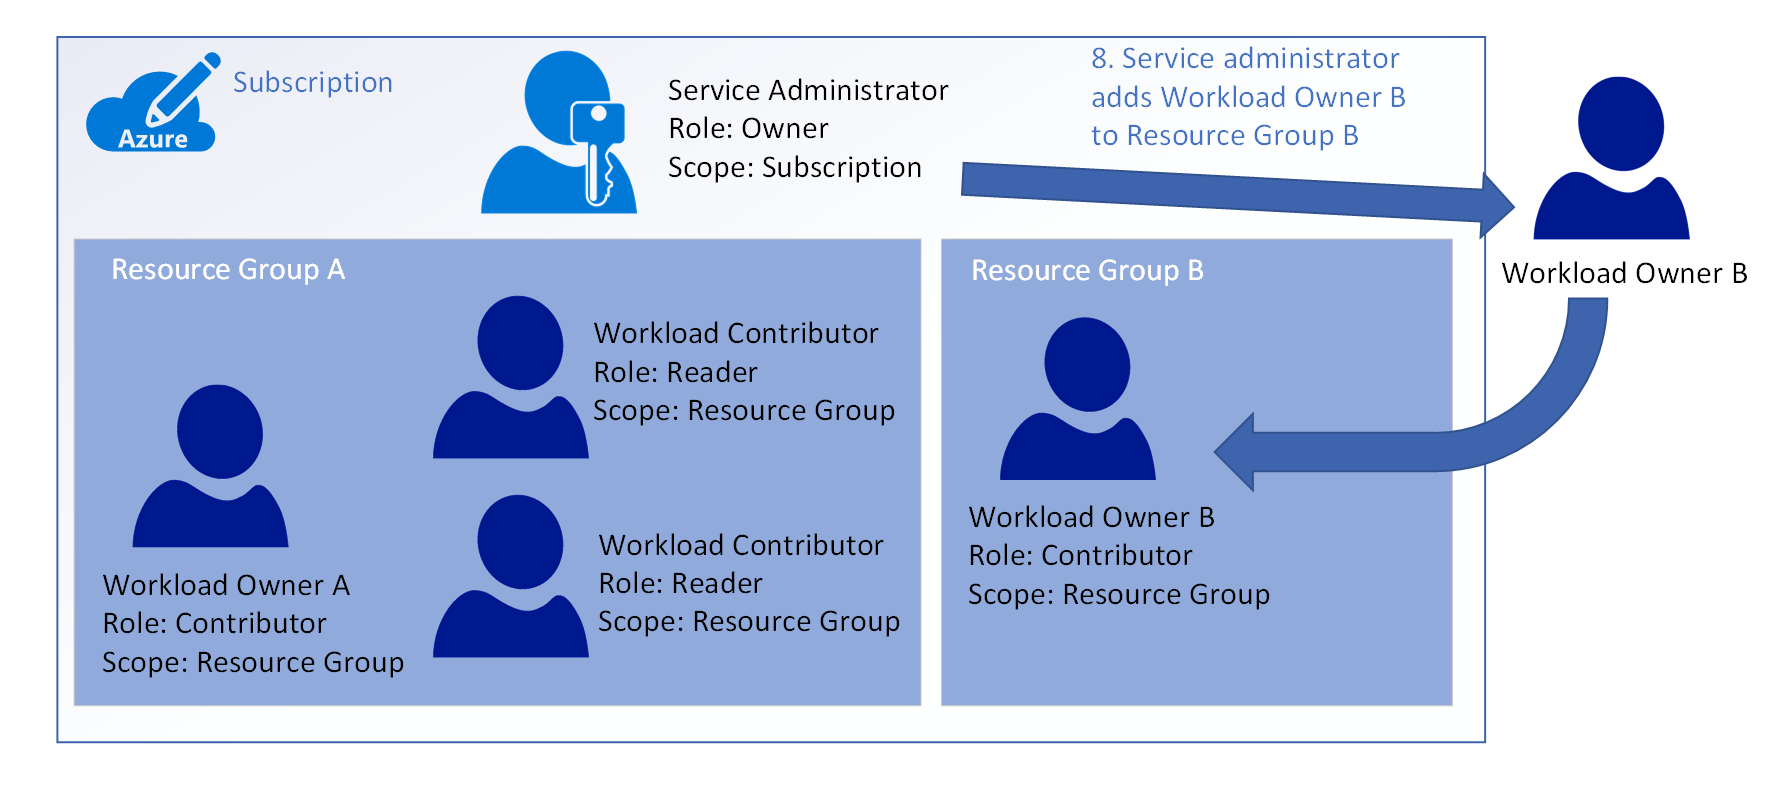 Azure
Subscription
Service Administrator
Role: Owner
Scope: Subscription
8. Service administrator
adds Workload Owner B
to Resource Group B
Workload Owner B
Resource Group A
Workload Contributor
Role: Reader
Scope: Resource Group
Workload Contributor
Role: Reader
Scope: Resource Group
Workload Owner A
Role: Contributor
Scope: Resource Group
Resource Group B
Workload Owner B
Role: Contributor
Scope: Resource Group